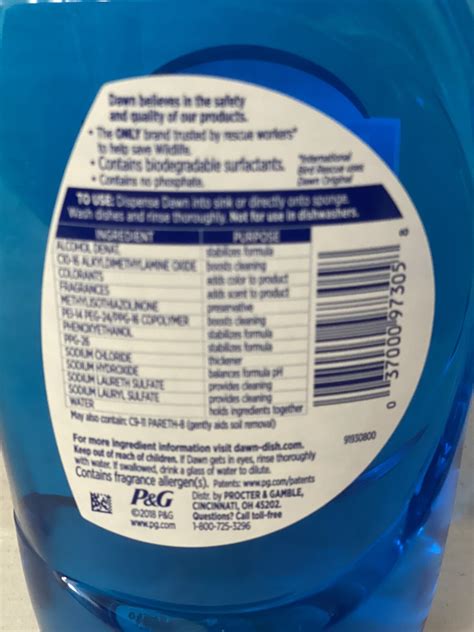 Dawn believes in the safety
and quality of our products.
• The ONLY brand trusted by rescue workers*
to help save Wildlife.
• Contains biodegradable surfactants.
• Contains no phosphate.
*International
Bird Rescue uses
Dawn Original
TO USE: Dispense Dawn into sink or directly onto sponge.
Wash dishes and rinse thoroughly. Not for use in dishwashers.
INGREDIENT PURPOSE
ALCOHOL DENAT. stabilizes formula
C10-16 ALKYLDIMETHYLAMINE OXIDE boosts cleaning
COLORANTS adds color to product
FRAGRANCES adds scent to product
METHYLISOTHIAZOLINONE preservative
PEI-14 PEG-24/PPG-16 COPOLYMER boosts cleaning
PHENOXYETHANOL stabilizes formula
PPG-26 stabilizes formula
SODIUM CHLORIDE thickener
SODIUM HYDROXIDE balances formula pH
SODIUM LAURETH SULFATE provides cleaning
SODIUM LAURYL SULFATE provides cleaning
WATER holds ingredients together
May also contain: C9-11 PARETH-8 (gently aids soil removal)
8
0 37000 97305
91930800
For more ingredient information visit dawn-dish.com.
Keep out of reach of children. If Dawn gets in eyes, rinse thoroughly
with water. If swallowed, drink a glass of water to dilute.
Contains fragrance allergen(s). Patents: www.pg.com/patents
P&G
©2018 P&G
www.pg.com
Distr. by PROCTER & GAMBLE,
CINCINNATI, OH 45202.
Questions? Call toll-free
1-800-725-3296